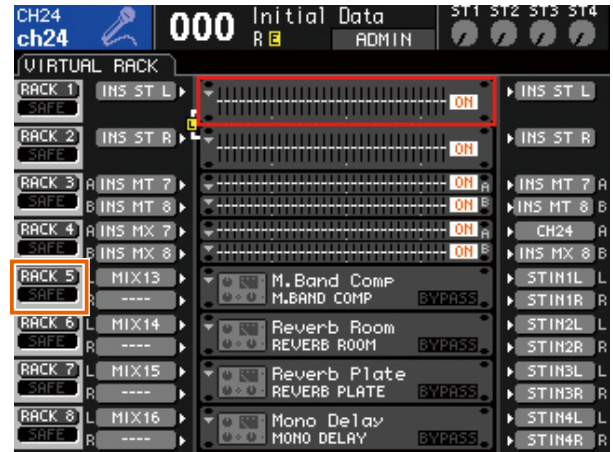 CH24 Initial Data ST1 ST2 ST3 ST4
ch24 000 R E ADMIN
VIRTUAL RACK
RACK 1 INS ST L ON INS ST L
SAFE
L
RACK 2 INS ST R ON INS ST R
SAFE
RACK 3 A INS MT 7 ON A INS MT 7 A
SAFE B INS MT 8 ON B INS MT 8 B
RACK 4 A INS MX 7 ON A CH24 A
SAFE B INS MX 8 ON B INS MX 8 B
RACK 5 L MIX13 M.Band Comp STIN1L L
SAFE R ---- M.BAND COMP BYPASS STIN1R R
RACK 6 L MIX14 Reverb Room STIN2L L
SAFE R ---- REVERB ROOM BYPASS STIN2R R
RACK 7 L MIX15 Reverb Plate STIN3L L
SAFE R ---- REVERB PLATE BYPASS STIN3R R
RACK 8 L MIX16 Mono Delay STIN4L L
SAFE R ---- MONO DELAY BYPASS STIN4R R